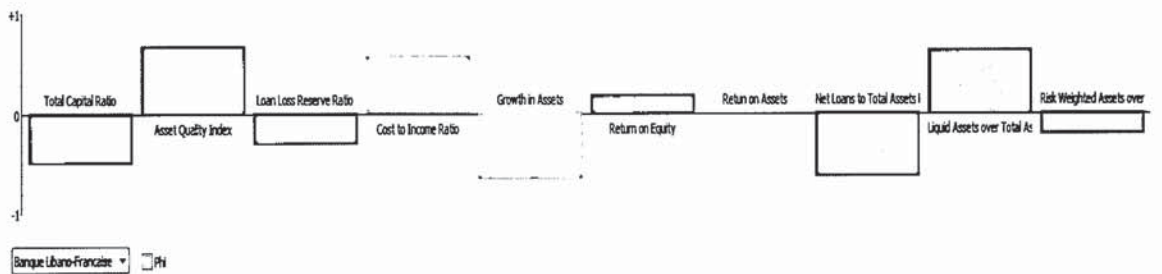 +1
Total Capital Ratio
Loan Loss Reserve Ratio
Growth in Assets
Return on Assets
Net Loans to Total Assets
Risk Weighted Assets over
0
Asset Quality Index
Cost to Income Ratio
Return on Equity
Liquid Assets over Total As
-1
Banque Libano-Francaise
Phi